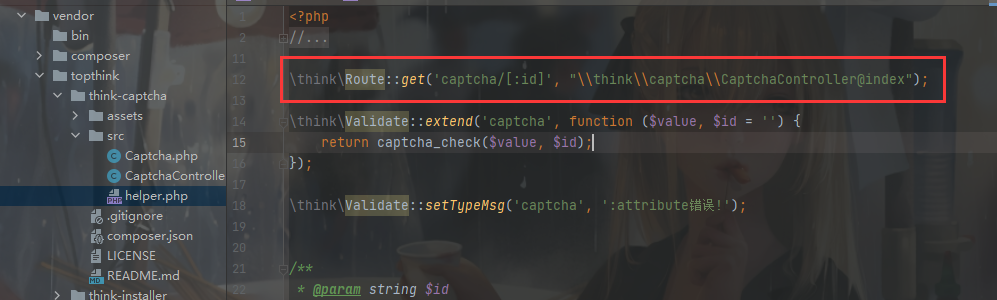 vendor
bin
composer
topthink
think-captcha
assets
src
Captcha.php
CaptchaControlle
helper.php
.gitignore
composer.json
LICENSE
README.md
think-installer
1 <?php
2 //...
11
12 \think\Route::get('captcha/[:id]', "\\think\\captcha\\CaptchaController@index");
13
14 \think\Validate::extend('captcha', function ($value, $id = '') {
15 return captcha_check($value, $id);
16 });
17
18 \think\Validate::setTypeMsg('captcha', ':attribute错误!');
19
20
21 /**
22 * @param string $id